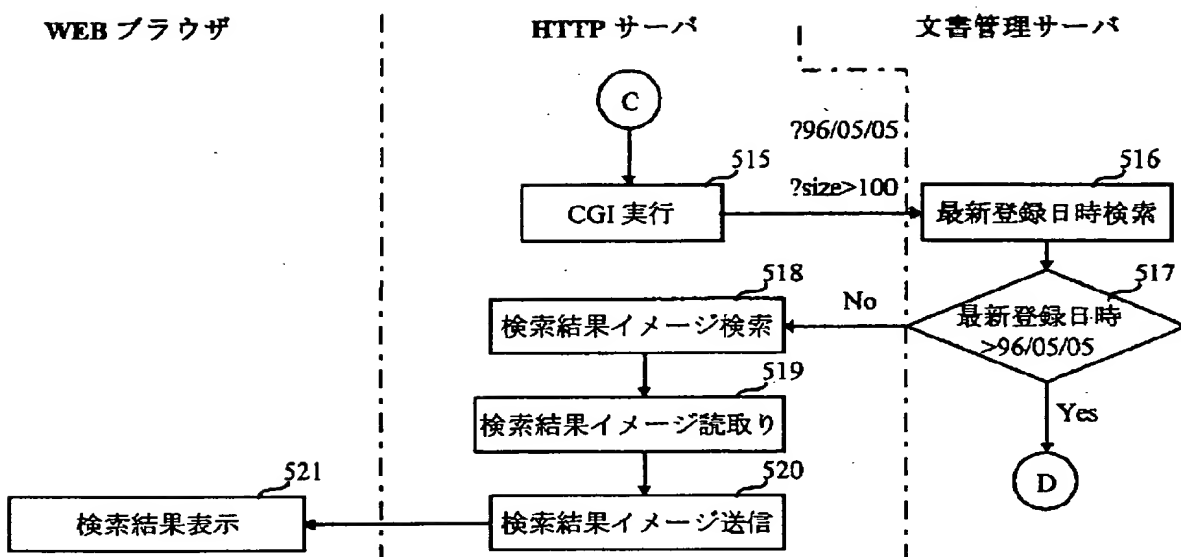 WEB ブラウザ
HTTP サーバ
文書管理サーバ
C
?96/05/05
?size>100
515
CGI 実行
516
最新登録日時検索
517
最新登録日時
>96/05/05
No
Yes
D
518
検索結果イメージ検索
519
検索結果イメージ読取り
520
検索結果イメージ送信
521
検索結果表示